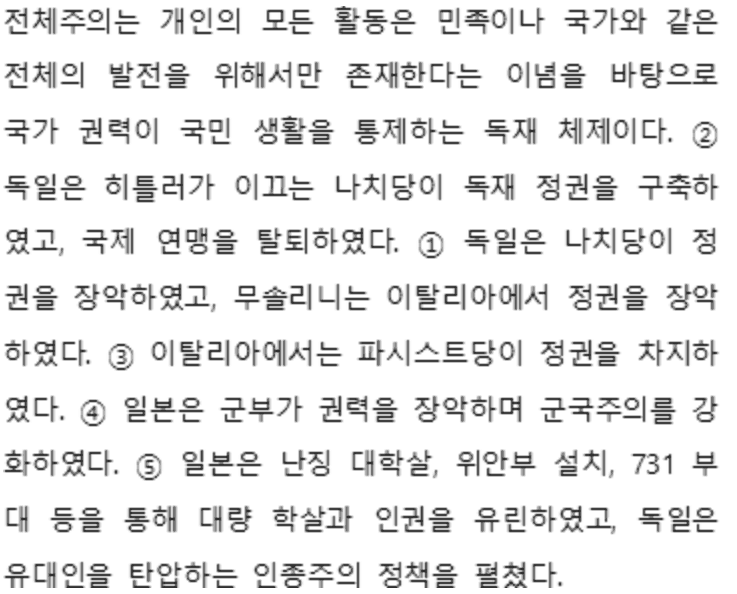 전체주의는 개인의 모든 활동은 민족이나 국가와 같은
전체의 발전을 위해서만 존재한다는 이념을 바탕으로
국가 권력이 국민 생활을 통제하는 독재 체제이다. ②
독일은 히틀러가 이끄는 나치당이 독재 정권을 구축하
였고, 국제 연맹을 탈퇴하였다. ① 독일은 나치당이 정
권을 장악하였고, 무솔리니는 이탈리아에서 정권을 장악
하였다. ③ 이탈리아에서는 파시스트당이 정권을 차지하
였다. ④ 일본은 군부가 권력을 장악하며 군국주의를 강
화하였다. ⑤ 일본은 난징 대학살, 위안부 설치, 731 부
대 등을 통해 대량 학살과 인권을 유린하였고, 독일은
유대인을 탄압하는 인종주의 정책을 펼쳤다.